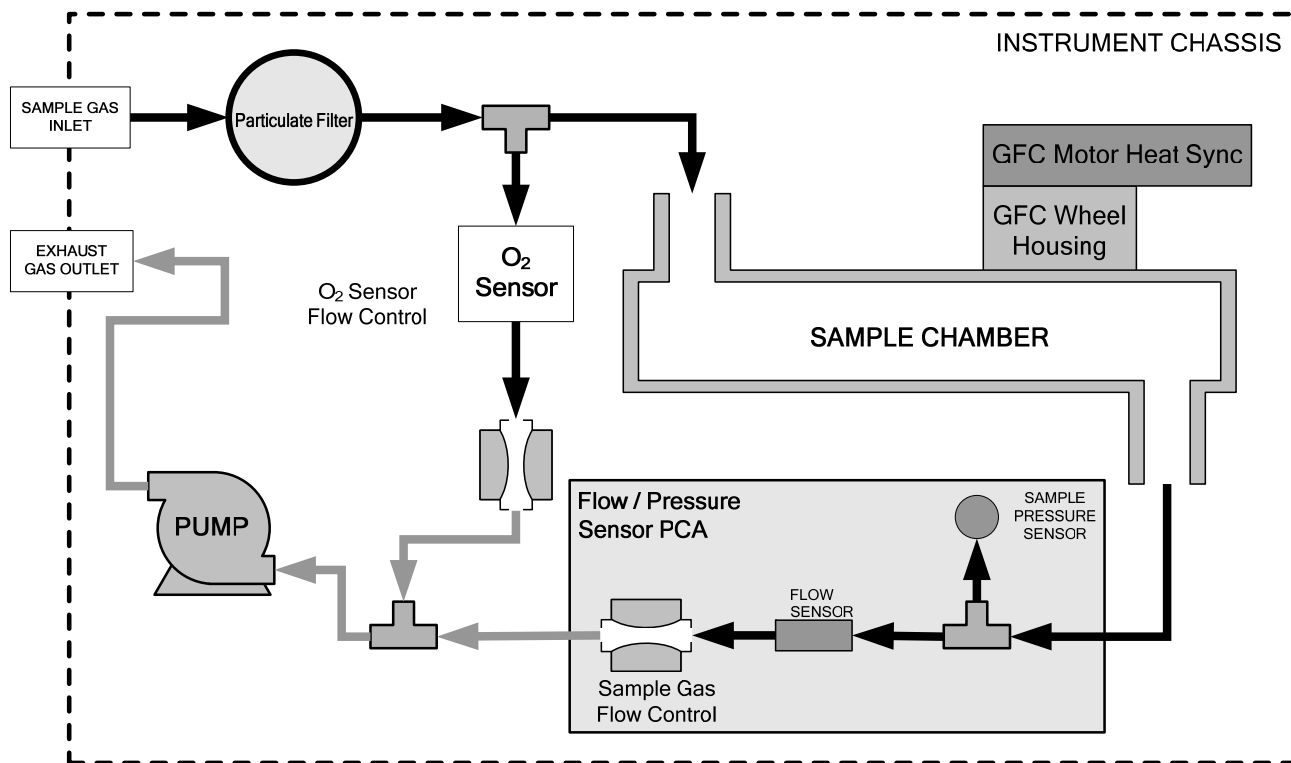 INSTRUMENT CHASSIS
SAMPLE GAS
INLET
Particulate Filter
GFC Motor Heat Sync
GFC Wheel
Housing
EXHAUST
GAS OUTLET
O₂
Sensor
O₂ Sensor
Flow Control
SAMPLE CHAMBER
PUMP
Flow / Pressure
Sensor PCA
SAMPLE
PRESSURE
SENSOR
FLOW
SENSOR
Sample Gas
Flow Control